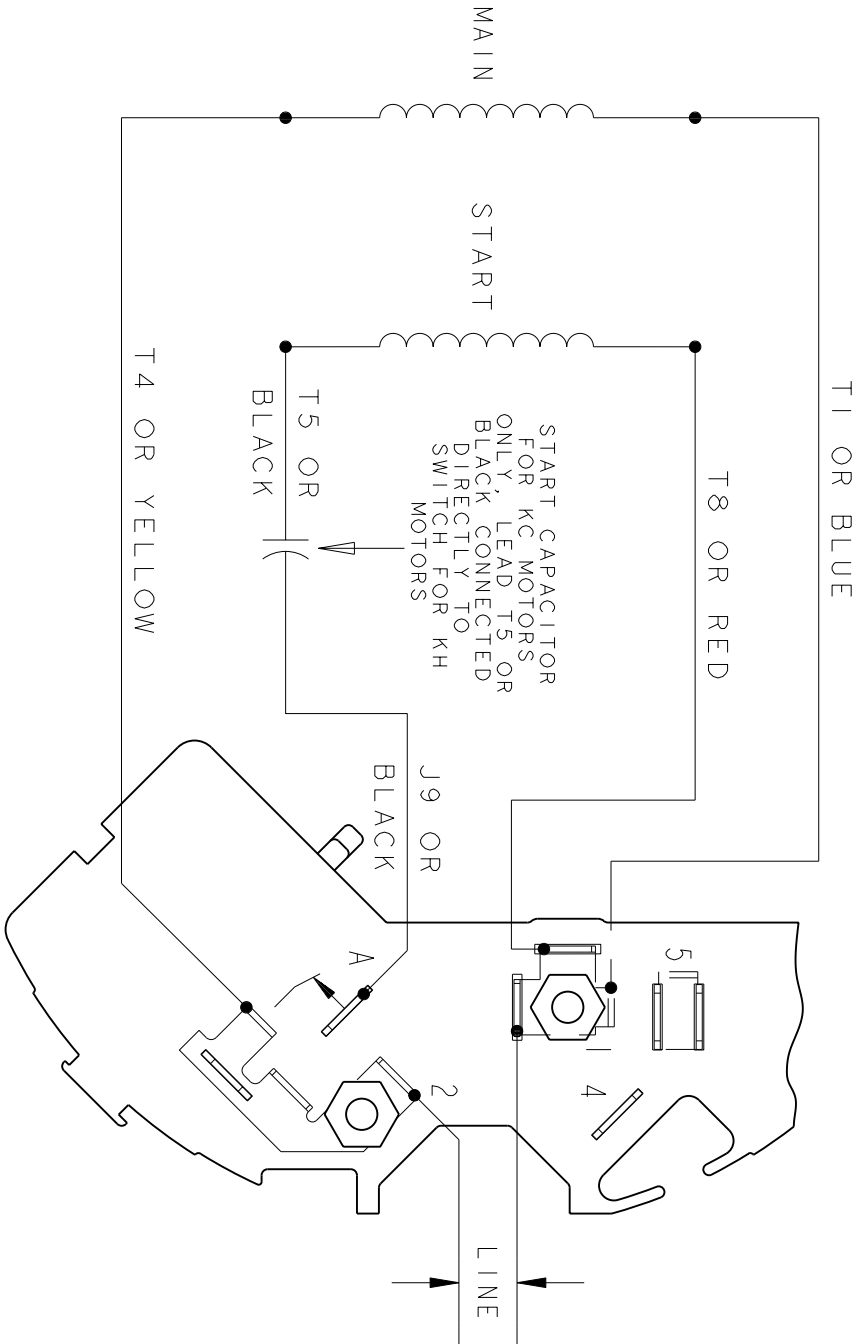 MAIN
START
T1 OR BLUE
T8 OR RED
START CAPACITOR
FOR KC MOTORS
ONLY, LEAD T5 OR
BLACK CONNECTED
DIRECTLY TO
SWITCH FOR KH
MOTORS
T5 OR
BLACK
T4 OR YELLOW
J9 OR
BLACK
5
1
4
A
2
LINE